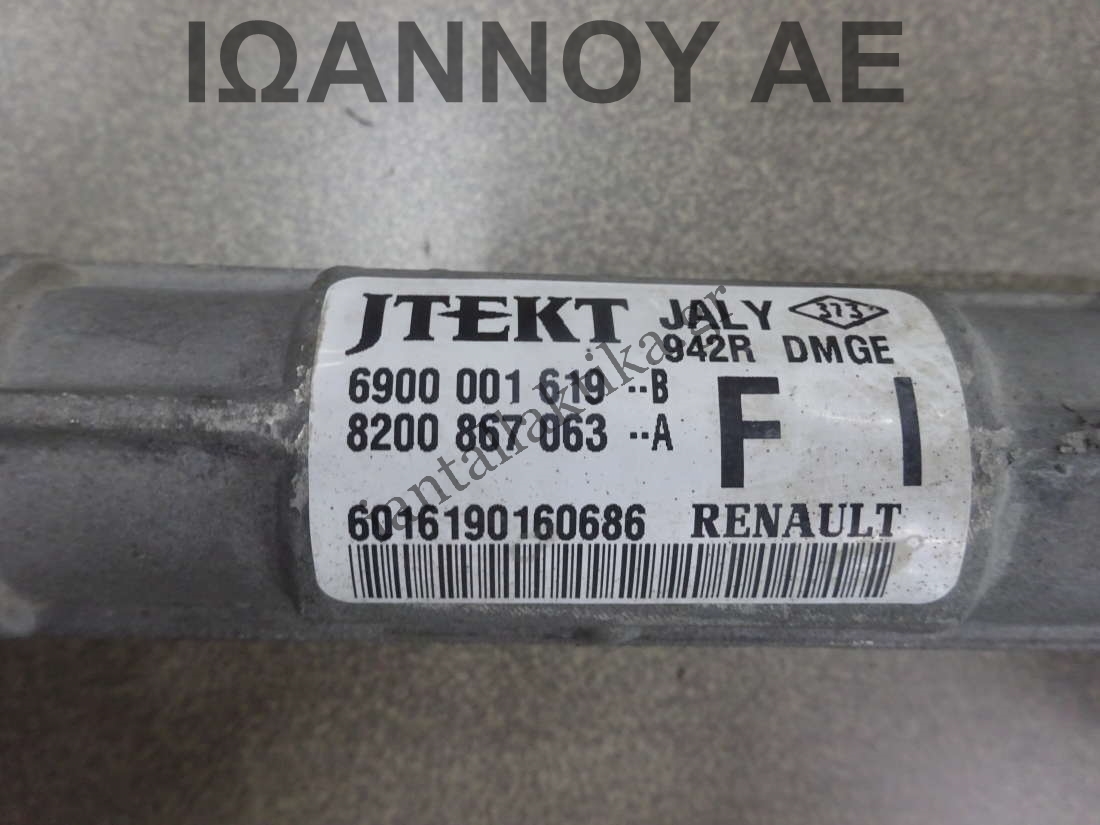 ΙΩΑΝΝΟΥ ΑΕ
JTEKT JALY 373
942R DMGE
6900 001 619 --B
8200 867 063 --A
F I
6016190160686 RENAULT